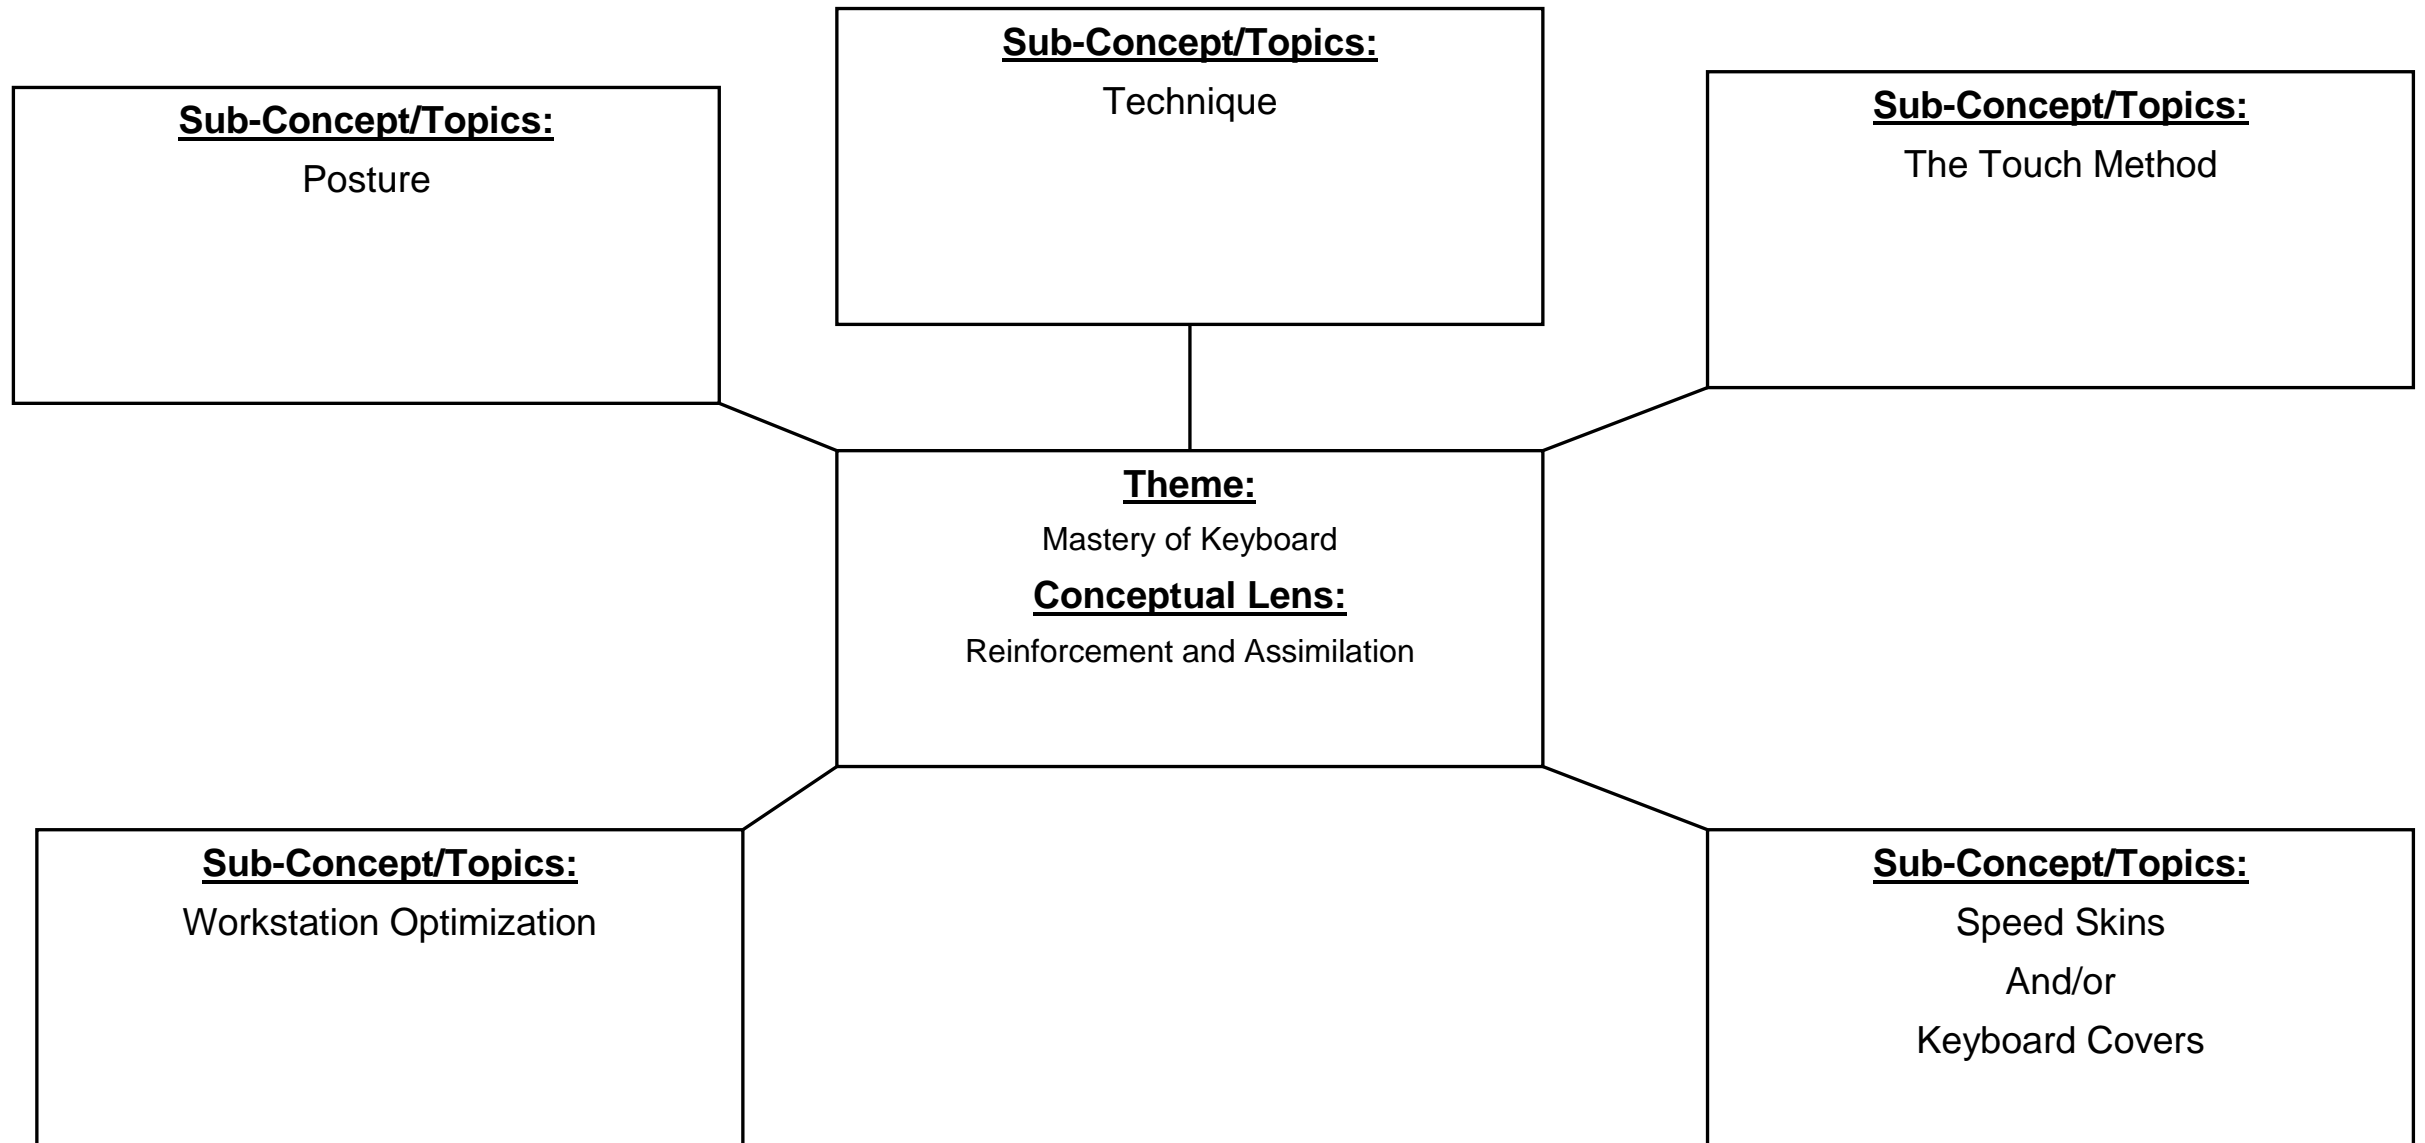 Sub-Concept/Topics:
Posture
Sub-Concept/Topics:
Technique
Sub-Concept/Topics:
The Touch Method
Theme:
Mastery of Keyboard
Conceptual Lens:
Reinforcement and Assimilation
Sub-Concept/Topics:
Workstation Optimization
Sub-Concept/Topics:
Speed Skins
And/or
Keyboard Covers